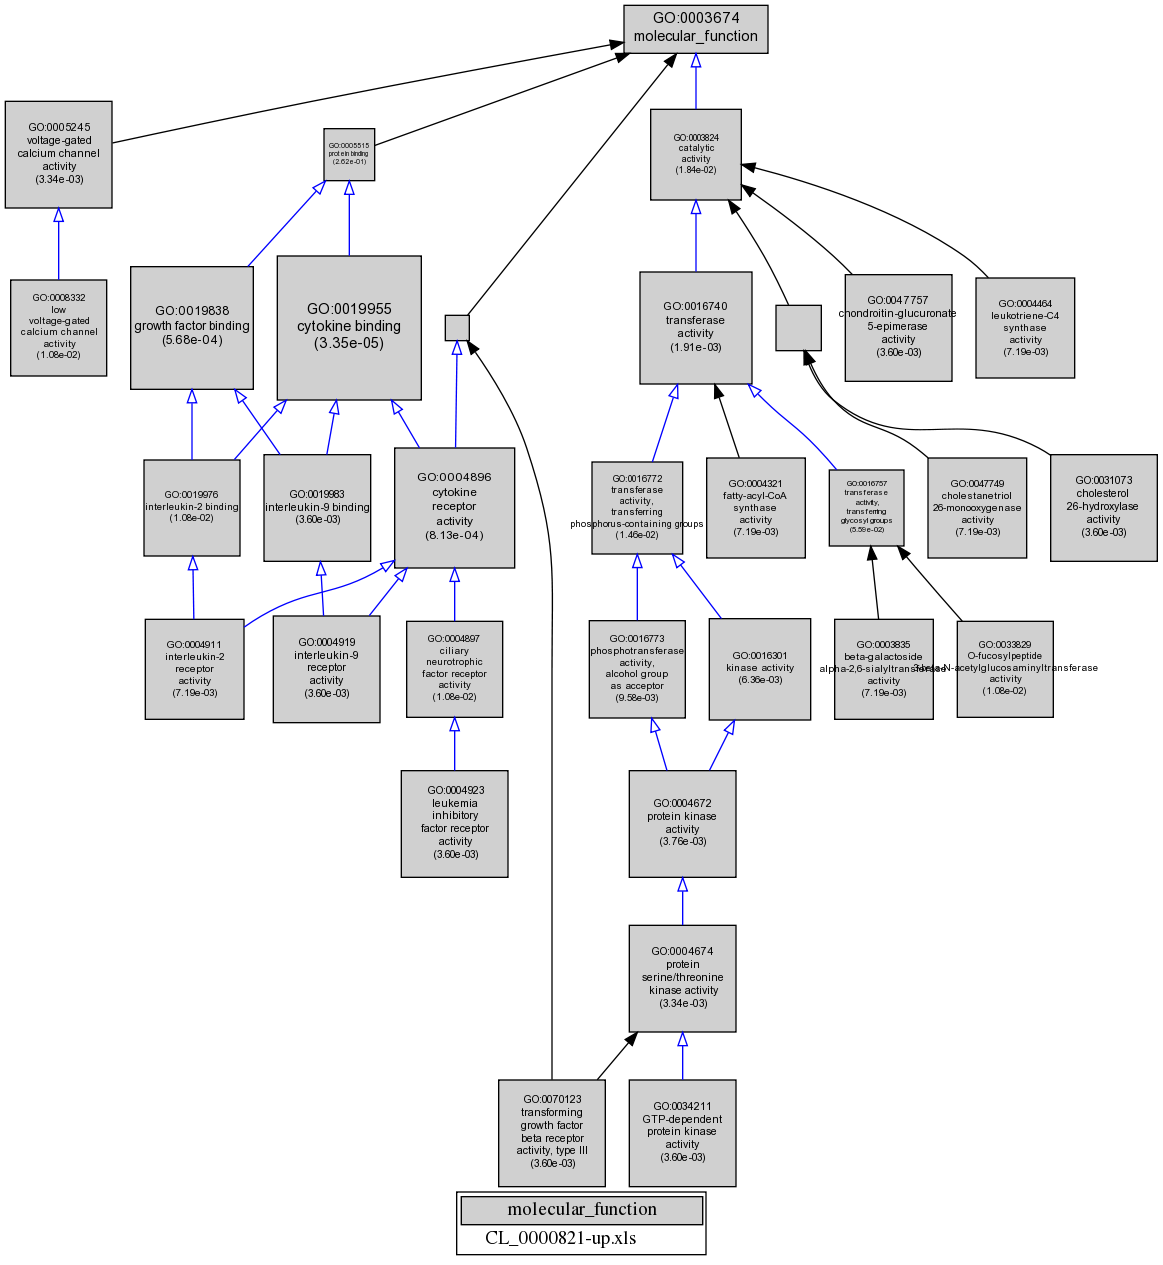 GO:0003674
molecular_function
GO:0005245
voltage-gated
calcium channel
activity
(3.34e-03)
GO:0005515
protein binding
(2.62e-01)
GO:0003824
catalytic
activity
(1.84e-02)
GO:0008332
low
voltage-gated
calcium channel
activity
(1.08e-02)
GO:0019838
growth factor binding
(5.68e-04)
GO:0019955
cytokine binding
(3.35e-05)
GO:0016740
transferase
activity
(1.91e-03)
GO:0047757
chondroitin-glucuronate
5-epimerase
activity
(3.60e-03)
GO:0004464
leukotriene-C4
synthase
activity
(7.19e-03)
GO:0019976
interleukin-2 binding
(1.08e-02)
GO:0019983
interleukin-9 binding
(3.60e-03)
GO:0004896
cytokine
receptor
activity
(8.13e-04)
GO:0016772
transferase
activity,
transferring
phosphorus-containing groups
(1.46e-02)
GO:0004321
fatty-acyl-CoA
synthase
activity
(7.19e-03)
GO:0016757
transferase
activity,
transferring
glycosyl groups
(5.59e-02)
GO:0047749
cholestanetriol
26-monooxygenase
activity
(7.19e-03)
GO:0031073
cholesterol
26-hydroxylase
activity
(3.60e-03)
GO:0004911
interleukin-2
receptor
activity
(7.19e-03)
GO:0004919
interleukin-9
receptor
activity
(3.60e-03)
GO:0004897
ciliary
neurotrophic
factor receptor
activity
(1.08e-02)
GO:0016773
phosphotransferase
activity,
alcohol group
as acceptor
(9.58e-03)
GO:0016301
kinase activity
(6.36e-03)
GO:0003835
beta-galactoside
alpha-2,6-sialyltransferase
activity
(7.19e-03)
GO:0033829
O-fucosylpeptide
3-beta-N-acetylglucosaminyltransferase
activity
(1.08e-02)
GO:0004923
leukemia
inhibitory
factor receptor
activity
(3.60e-03)
GO:0004672
protein kinase
activity
(3.76e-03)
GO:0004674
protein
serine/threonine
kinase activity
(3.34e-03)
GO:0070123
transforming
growth factor
beta receptor
activity, type III
(3.60e-03)
GO:0034211
GTP-dependent
protein kinase
activity
(3.60e-03)
molecular_function
CL_0000821-up.xls